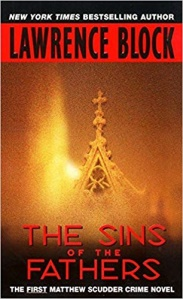 NEW YORK TIMES BESTSELLING AUTHOR
LAWRENCE BLOCK
THE SINS
OF THE
FATHERS
THE FIRST MATTHEW SCUDDER CRIME NOVEL